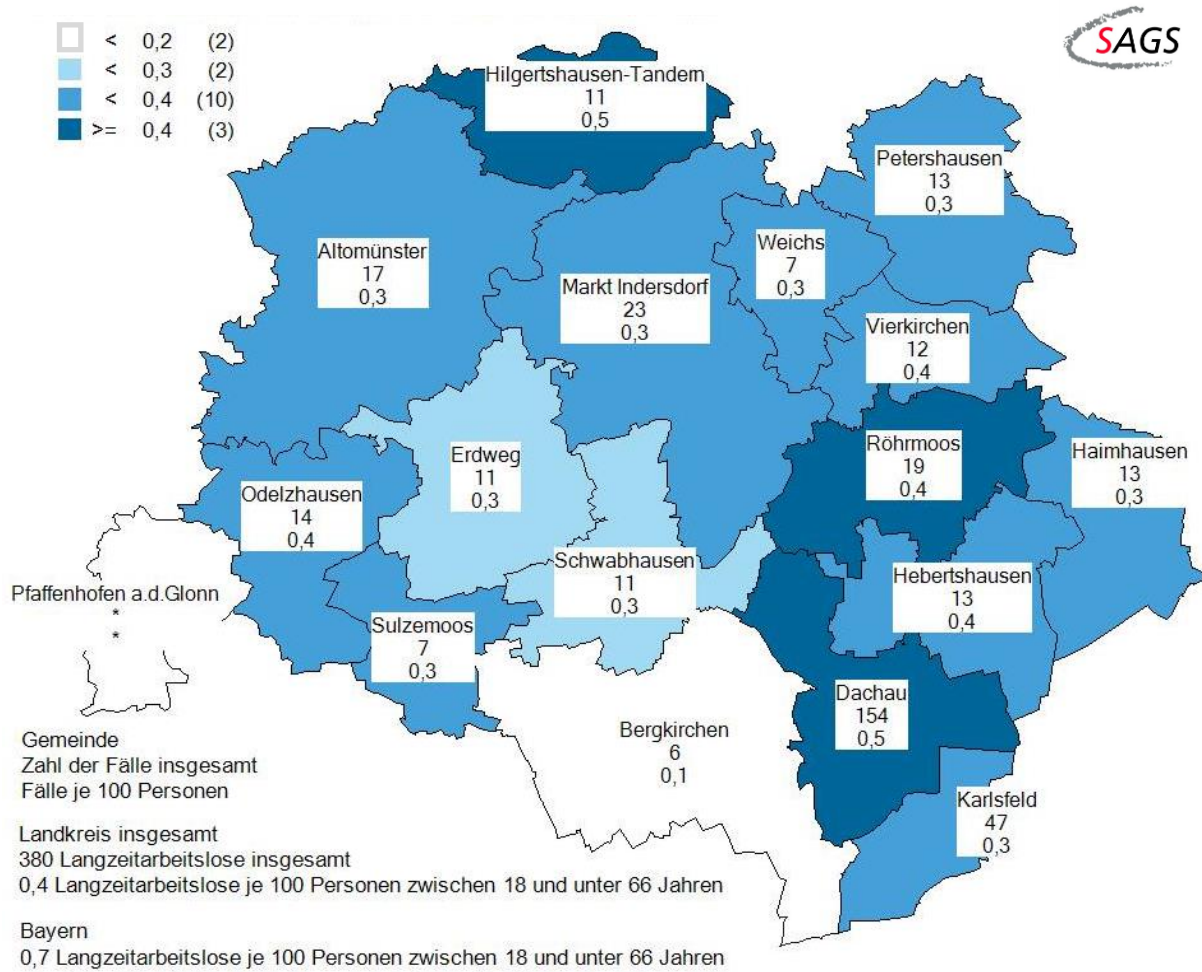 < 0,2 (2)
< 0,3 (2)
< 0,4 (10)
>= 0,4 (3)
SAGS
Hilgertshausen-Tandern
11
0,5
Petershausen
13
0,3
Altomünster
17
0,3
Weichs
7
0,3
Markt Indersdorf
23
0,3
Vierkirchen
12
0,4
Erdweg
11
0,3
Röhrmoos
19
0,4
Haimhausen
13
0,3
Odelzhausen
14
0,4
Schwabhausen
11
0,3
Hebertshausen
13
0,4
Pfaffenhofen a.d.Glonn
*
*
Sulzemoos
7
0,3
Dachau
154
0,5
Bergkirchen
6
0,1
Karlsfeld
47
0,3
Gemeinde
Zahl der Fälle insgesamt
Fälle je 100 Personen
Landkreis insgesamt
380 Langzeitarbeitslose insgesamt
0,4 Langzeitarbeitslose je 100 Personen zwischen 18 und unter 66 Jahren
Bayern
0,7 Langzeitarbeitslose je 100 Personen zwischen 18 und unter 66 Jahren